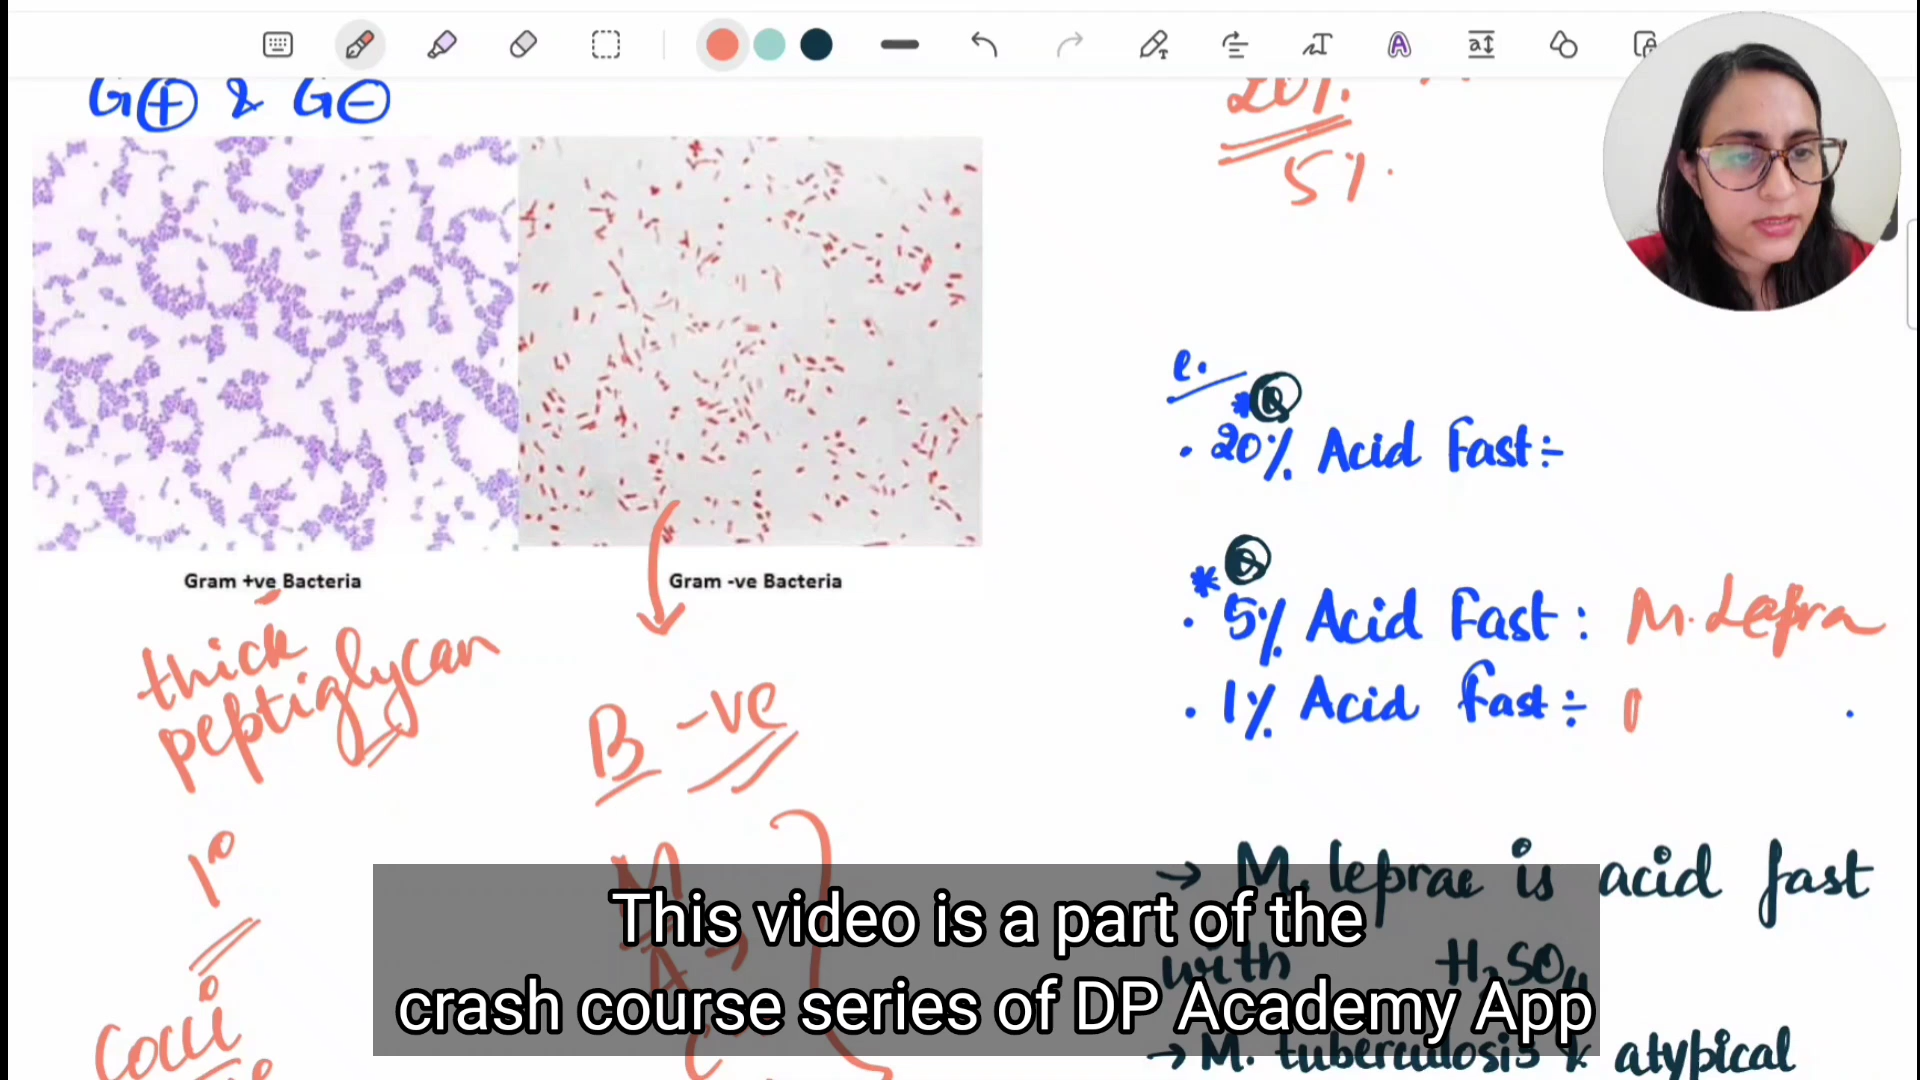 G⊕ & G⊖
20%.
5%.
Gram +ve Bacteria
Gram -ve Bacteria
thick
peptiglycan
B -ve
Cocci
e.
*Q
• 20% Acid Fast:-
*Q
• 5% Acid Fast : M. Lepra
• 1% Acid fast :-
→ M. leprae is acid fast
with H2SO4
→ M. tuberculosis & atypical
This video is a part of the
crash course series of DP Academy App